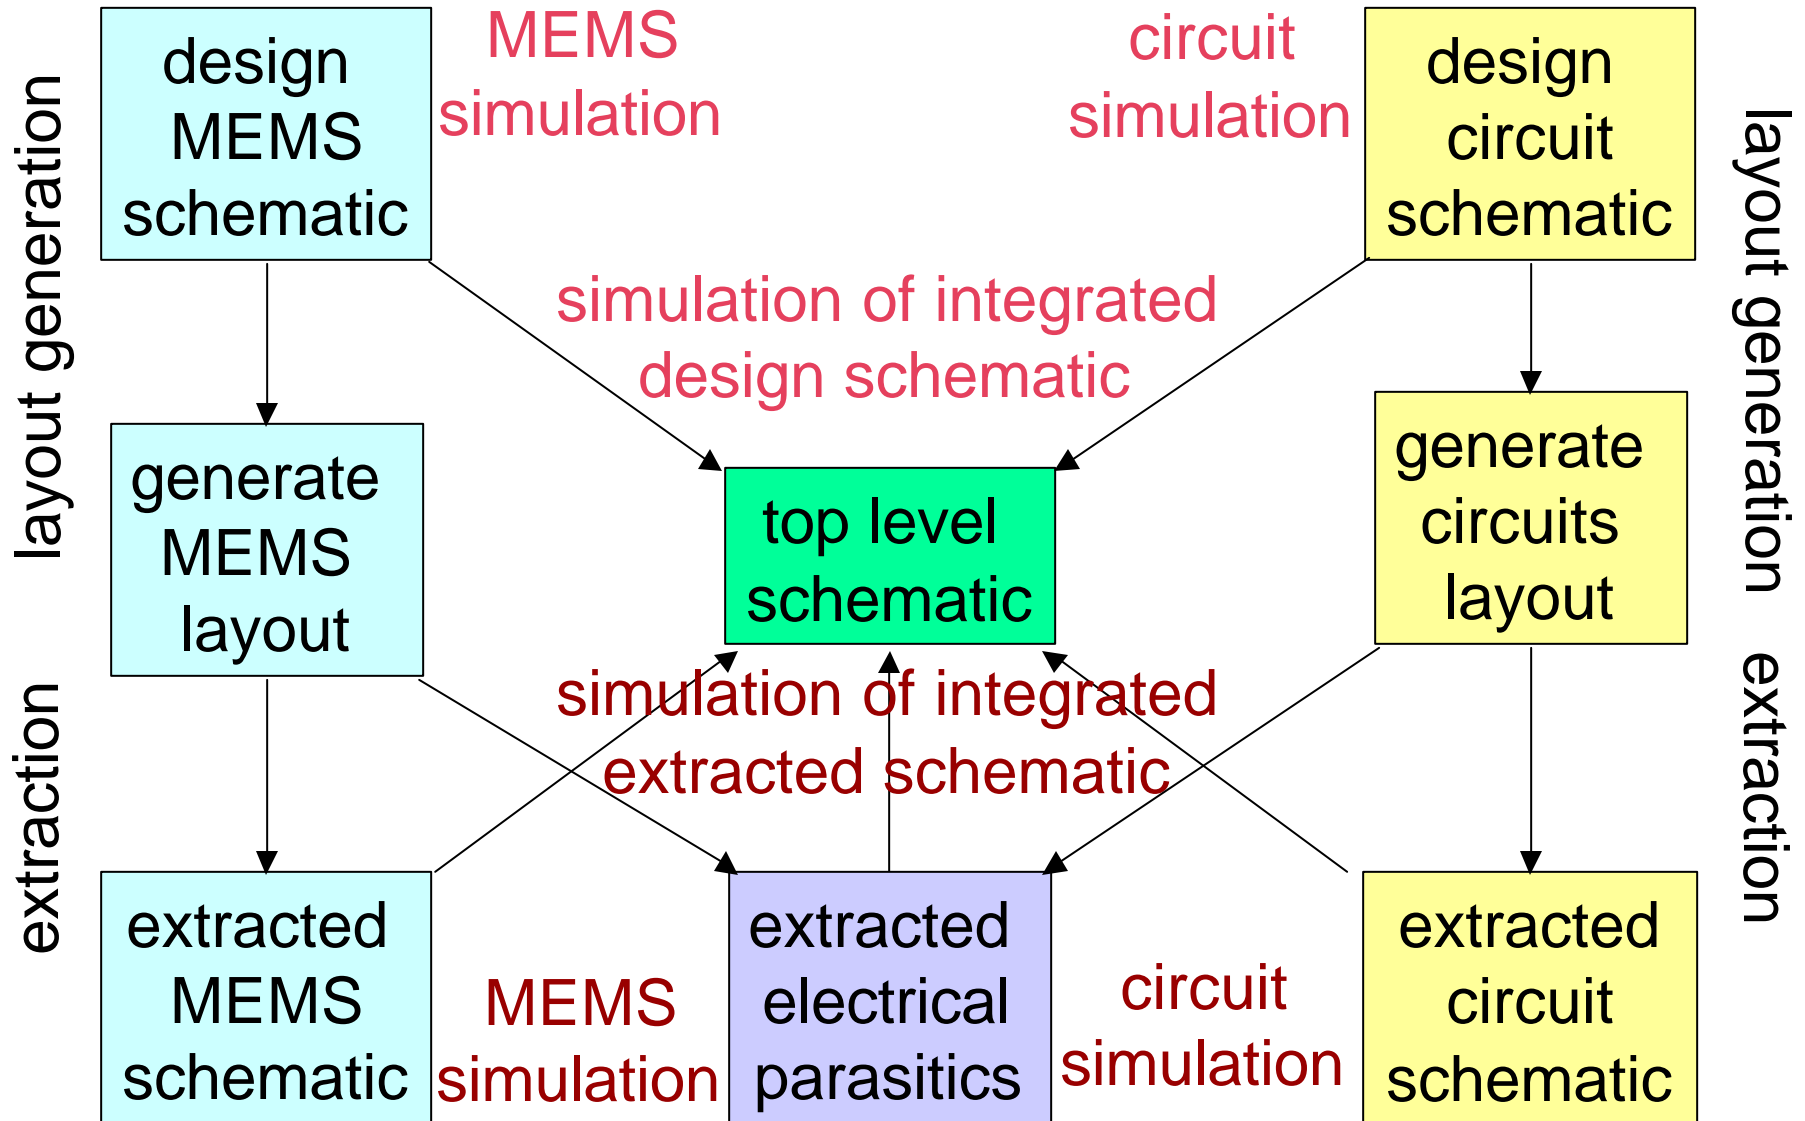 layout generation
extraction
design
MEMS
schematic
MEMS
simulation
circuit
simulation
design
circuit
schematic
layout generation
extraction
simulation of integrated
design schematic
generate
MEMS
layout
top level
schematic
generate
circuits
layout
simulation of integrated
extracted schematic
extracted
MEMS
schematic
MEMS
simulation
extracted
electrical
parasitics
circuit
simulation
extracted
circuit
schematic